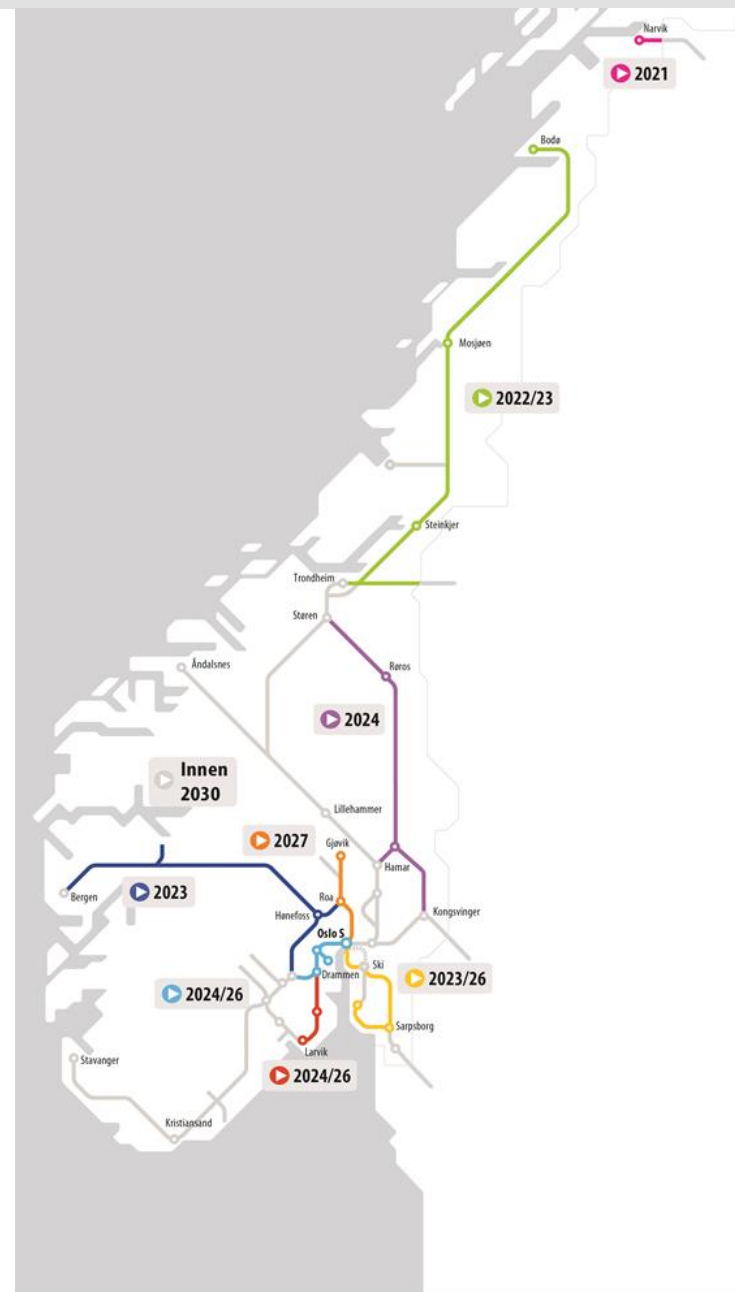 Narvik
2021
Bodø
Mosjøen
2022/23
Steinkjer
Trondheim
Støren
Røros
Åndalsnes
2024
Innen
2030
Lillehammer
2027
Gjøvik
Hamar
2023
Bergen
Roa
Hønefoss
Kongsvinger
Oslo S
Ski
Drammen
2023/26
2024/26
Sarpsborg
Larvik
Stavanger
2024/26
Kristiansand